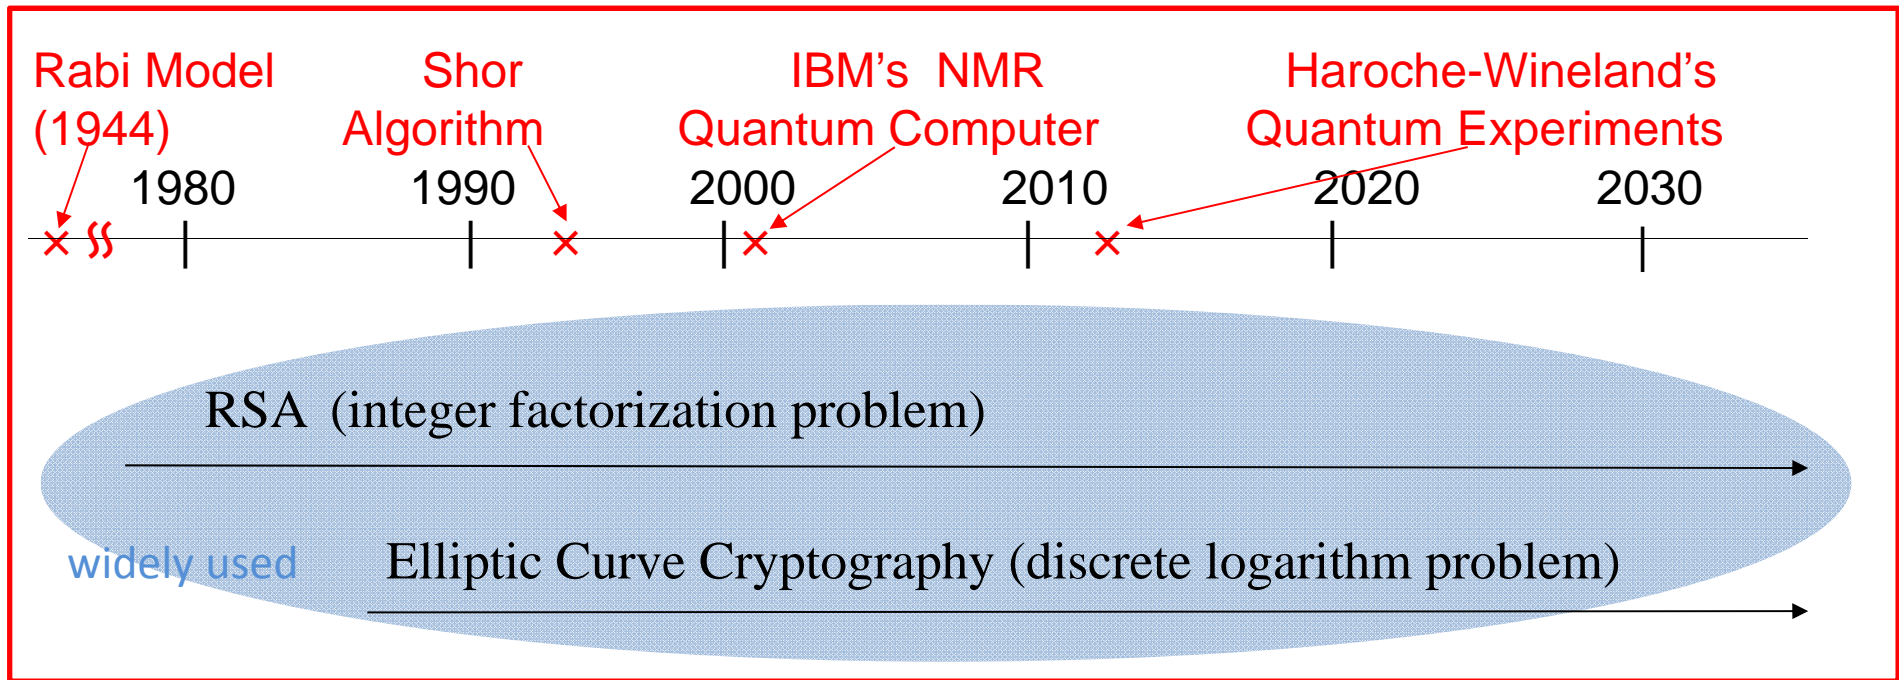 Rabi Model
(1944)
Shor
Algorithm
IBM's NMR
Quantum Computer
Haroche-Wineland's
Quantum Experiments
1980
1990
2000
2010
2020
2030
RSA (integer factorization problem)
widely used
Elliptic Curve Cryptography (discrete logarithm problem)